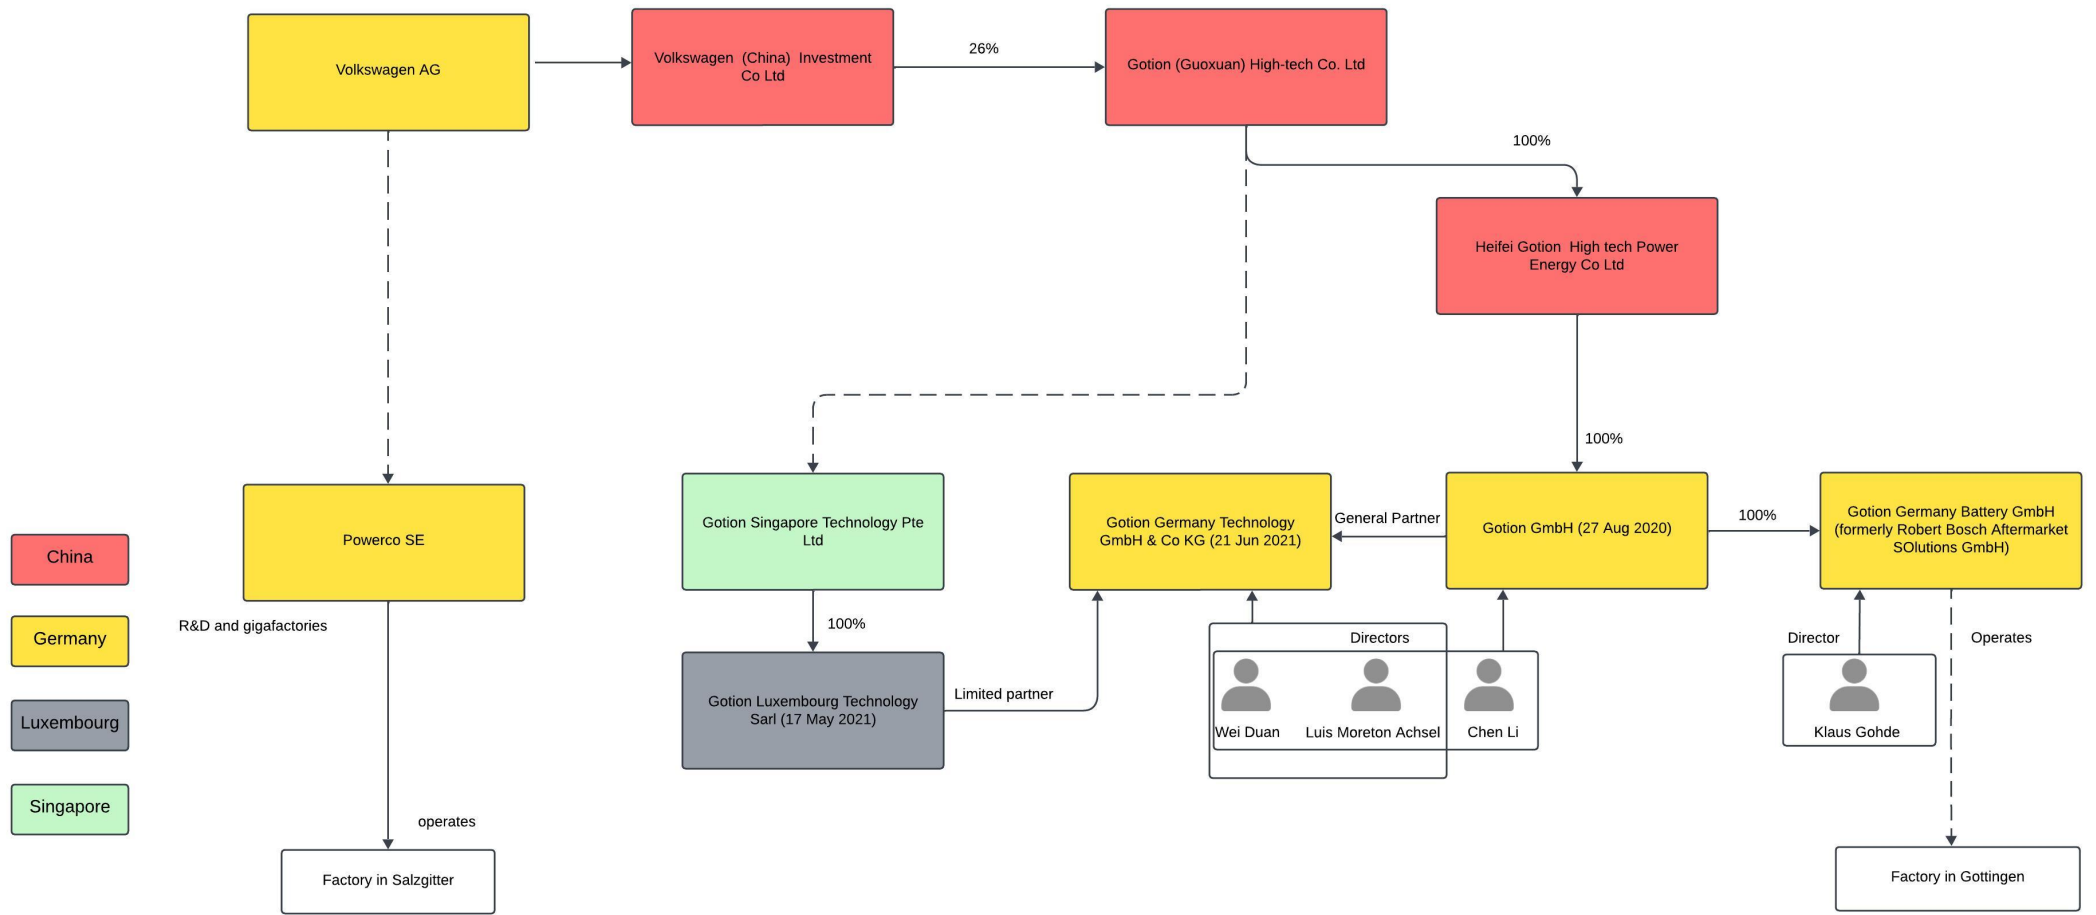 Volkswagen AG
Volkswagen (China) Investment
Co Ltd
26%
Gotion (Guoxuan) High-tech Co. Ltd
100%
Heifei Gotion High tech Power
Energy Co Ltd
100%
Powerco SE
Gotion Singapore Technology Pte
Ltd
Gotion Germany Technology
GmbH & Co KG (21 Jun 2021)
General Partner
Gotion GmbH (27 Aug 2020)
100%
Gotion Germany Battery GmbH
(formerly Robert Bosch Aftermarket
SOlutions GmbH)
China
Germany
Luxembourg
Singapore
R&D and gigafactories
100%
Directors
Director
Operates
Gotion Luxembourg Technology
Sarl (17 May 2021)
Limited partner
Wei Duan
Luis Moreton Achsel
Chen Li
Klaus Gohde
operates
Factory in Salzgitter
Factory in Gottingen